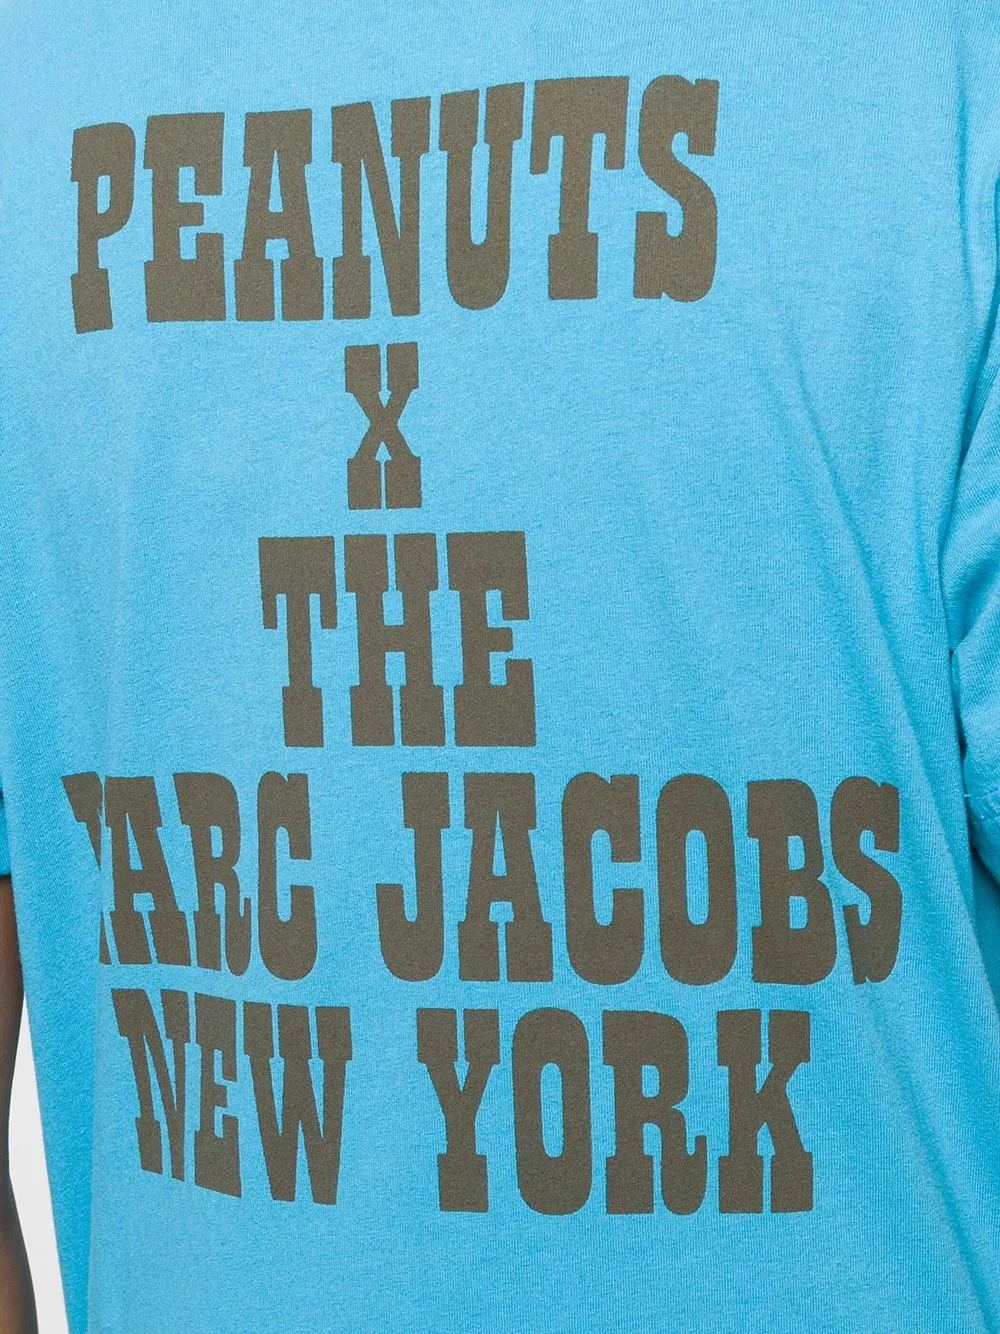 PEANUTS
X
THE
MARC JACOBS
NEW YORK